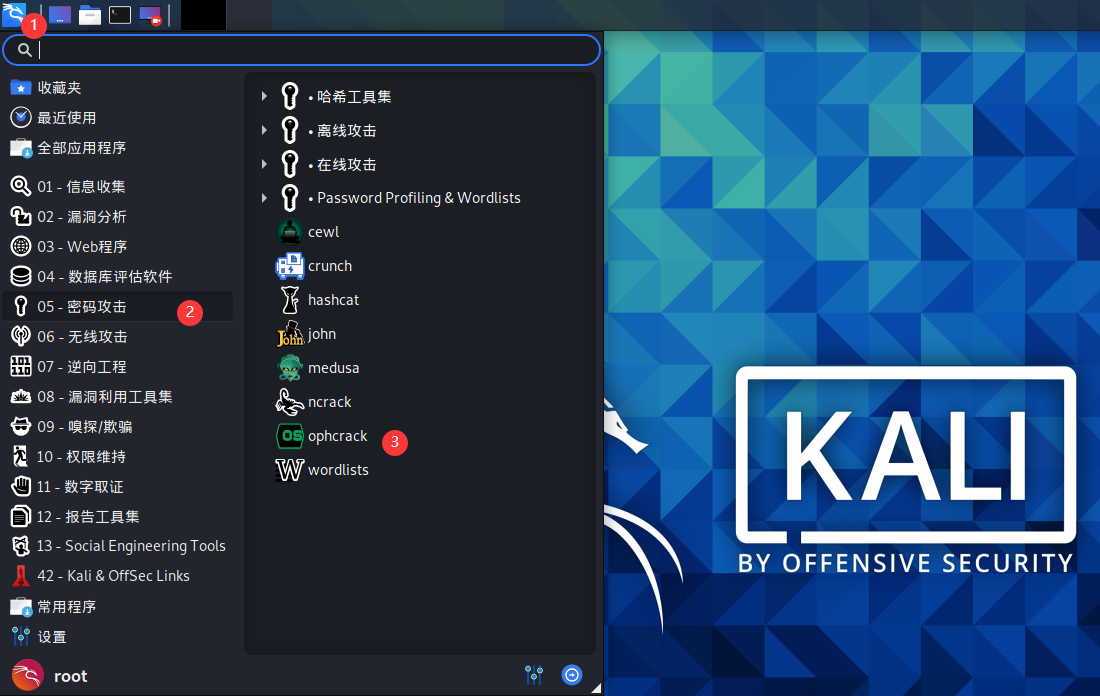 1
收藏夹
最近使用
全部应用程序
01 - 信息收集
02 - 漏洞分析
03 - Web程序
04 - 数据库评估软件
05 - 密码攻击
2
06 - 无线攻击
07 - 逆向工程
08 - 漏洞利用工具集
09 - 嗅探/欺骗
10 - 权限维持
11 - 数字取证
12 - 报告工具集
13 - Social Engineering Tools
42 - Kali & OffSec Links
常用程序
设置
root
• 哈希工具集
• 离线攻击
• 在线攻击
• Password Profiling & Wordlists
cewl
crunch
hashcat
john
medusa
ncrack
ophcrack
3
wordlists
KALI
BY OFFENSIVE SECURITY